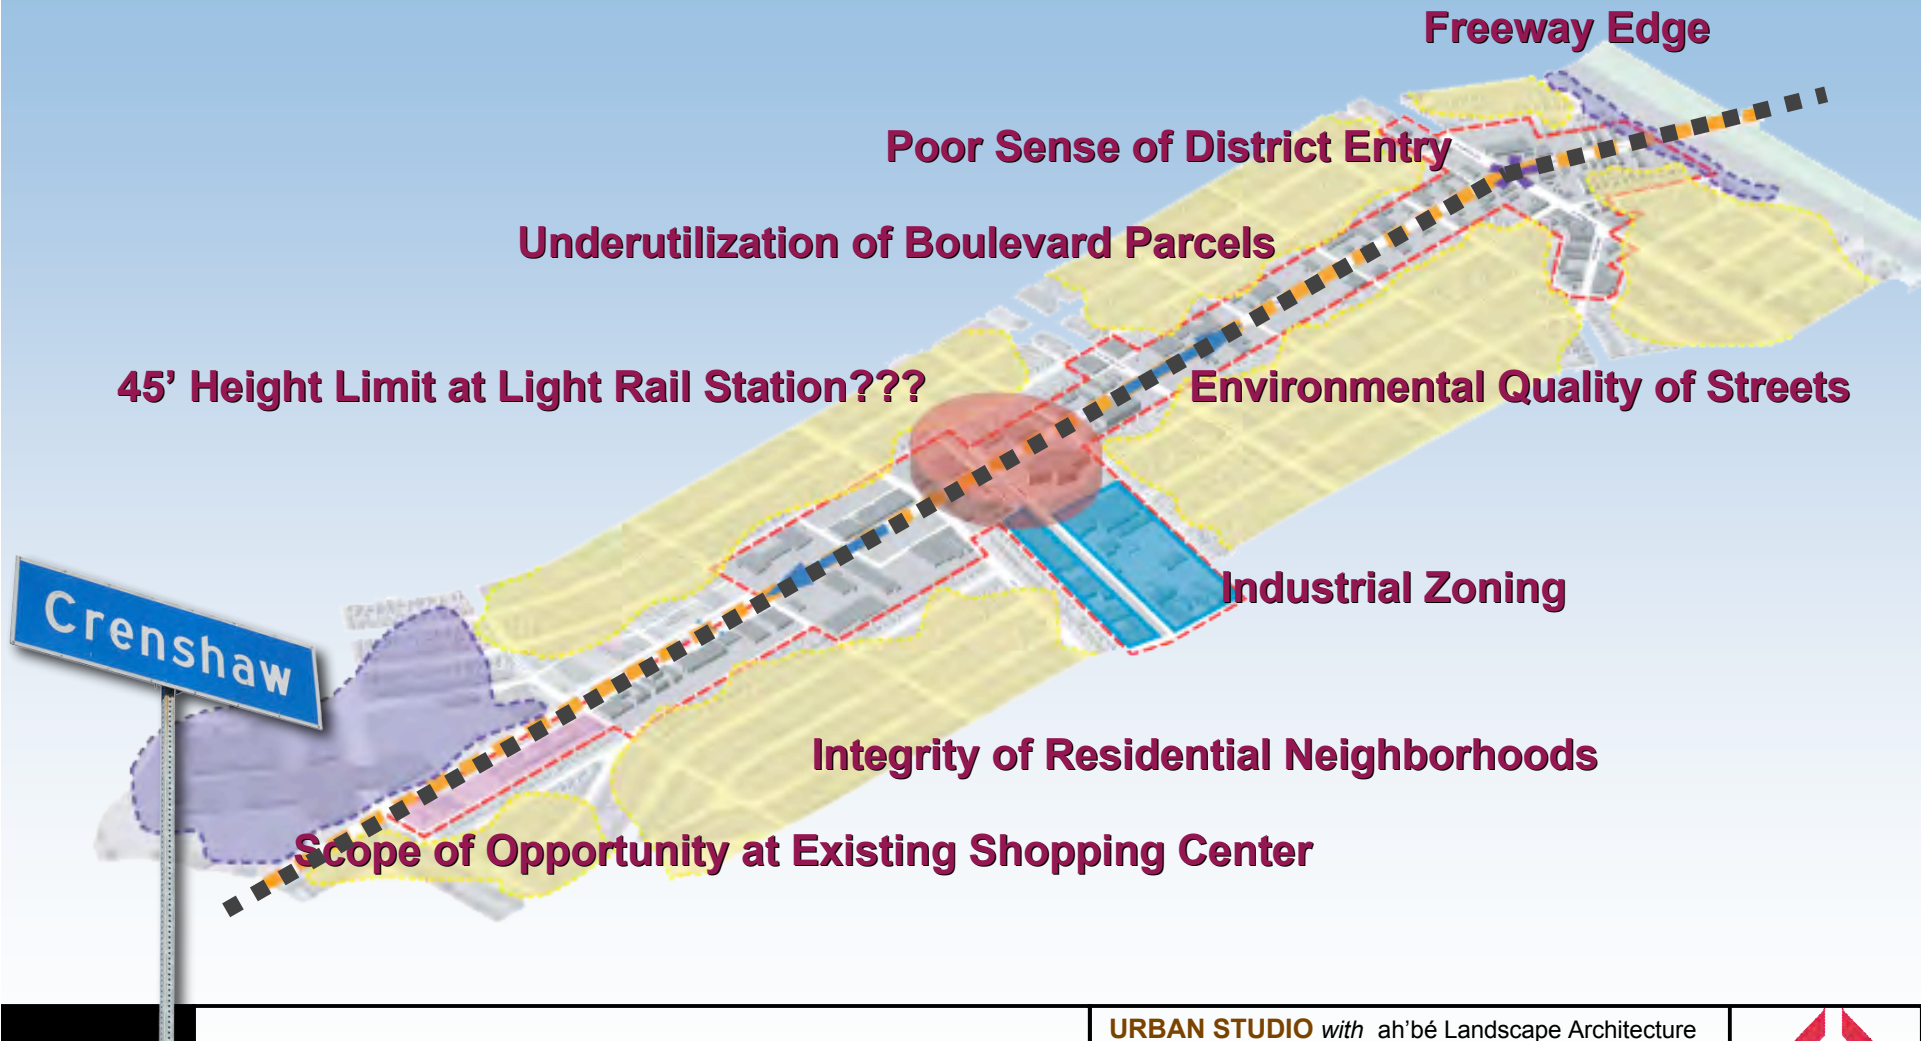 Freeway Edge
Poor Sense of District Entry
Underutilization of Boulevard Parcels
45’ Height Limit at Light Rail Station???
Environmental Quality of Streets
Industrial Zoning
Crenshaw
Integrity of Residential Neighborhoods
Scope of Opportunity at Existing Shopping Center
URBAN STUDIO with ah’bé Landscape Architecture